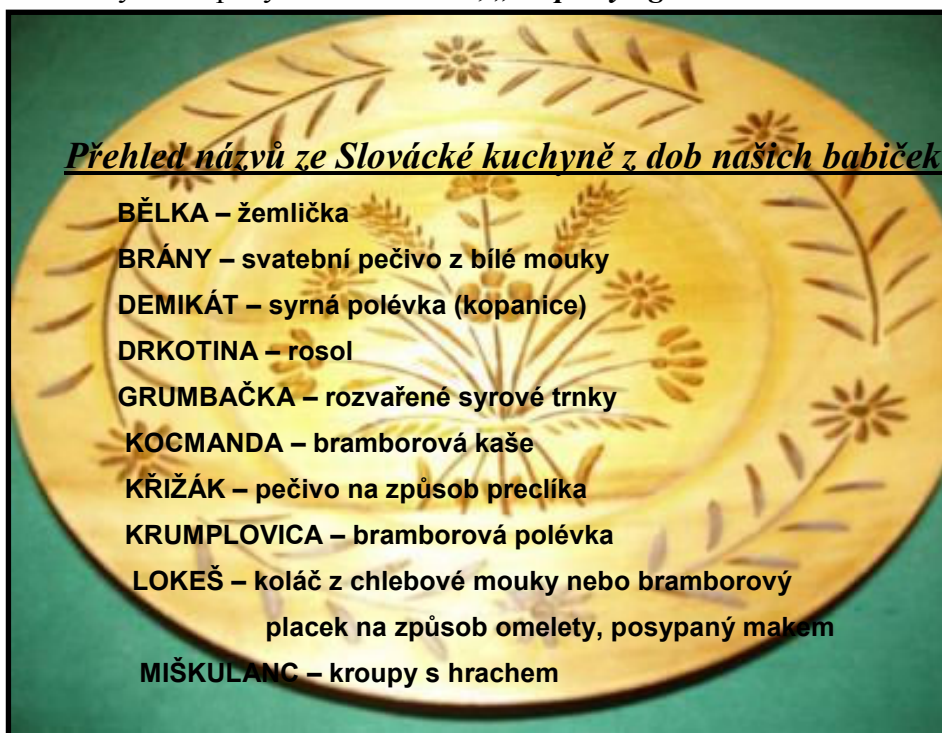 Přehled názvů ze Slovácké kuchyně z dob našich babiček
BĚLKA – žemlička
BRÁNY – svatební pečivo z bílé mouky
DEMIKÁT – syrná polévka (kopanice)
DRKOTINA – rosol
GRUMBAČKA – rozvařené syrové trnky
KOCMANDA – bramborová kaše
KŘIŽÁK – pečivo na způsob preclíka
KRUMPLOVICA – bramborová polévka
LOKEŠ – koláč z chlebové mouky nebo bramborový
placek na způsob omelety, posypaný makem
MIŠKULANC – kroupy s hrachem